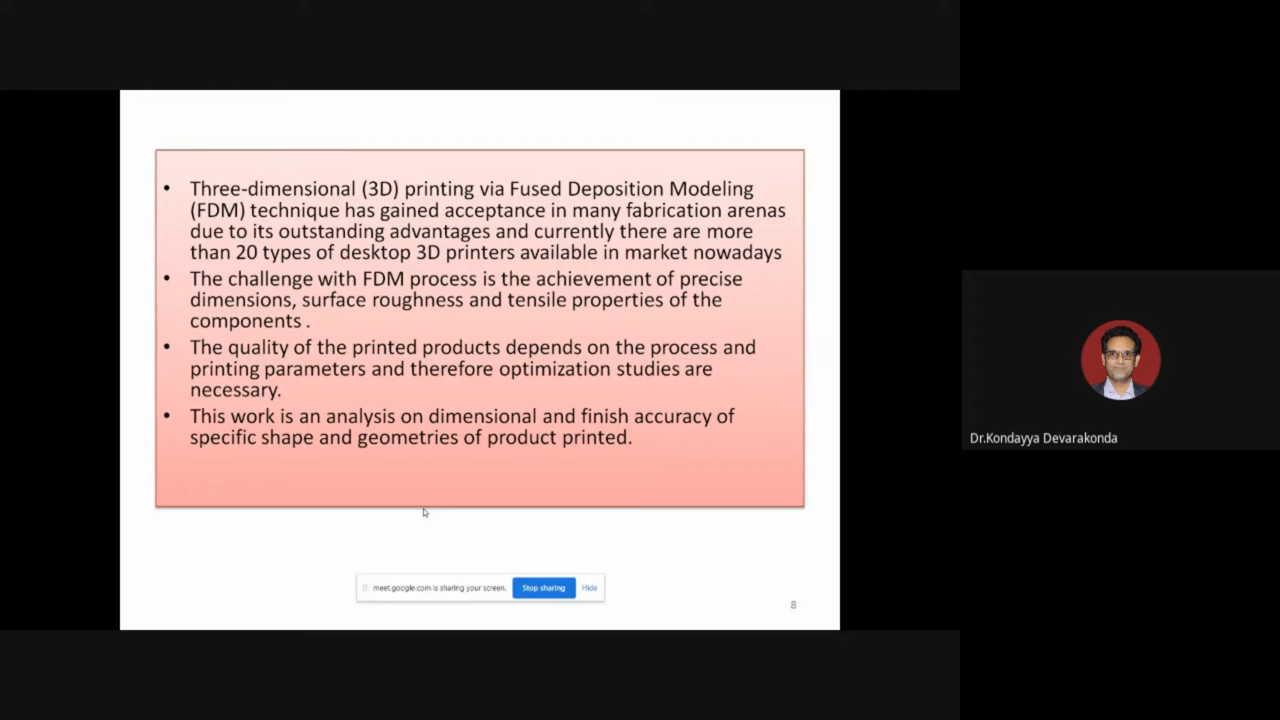 • Three-dimensional (3D) printing via Fused Deposition Modeling
(FDM) technique has gained acceptance in many fabrication arenas
due to its outstanding advantages and currently there are more
than 20 types of desktop 3D printers available in market nowadays
• The challenge with FDM process is the achievement of precise
dimensions, surface roughness and tensile properties of the
components .
• The quality of the printed products depends on the process and
printing parameters and therefore optimization studies are
necessary.
• This work is an analysis on dimensional and finish accuracy of
specific shape and geometries of product printed.
meet.google.com is sharing your screen. Stop sharing Hide
8
Dr.Kondayya Devarakonda